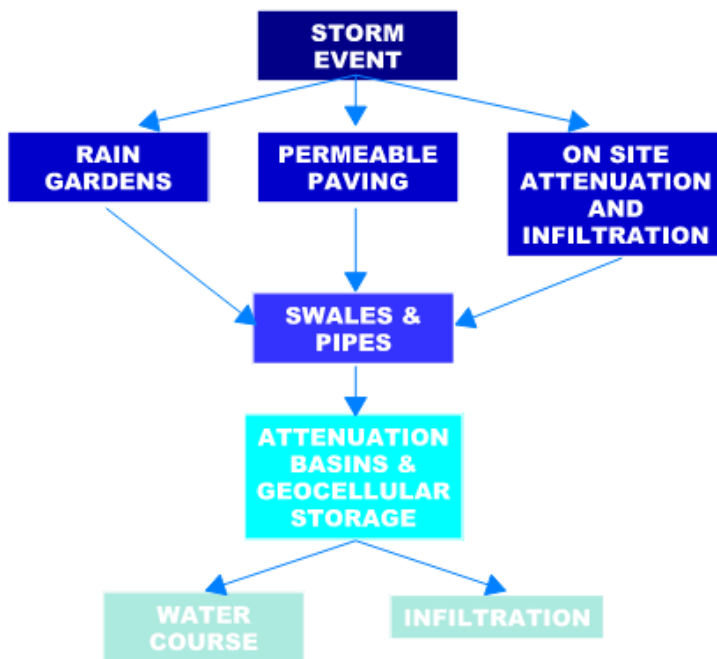 STORM
EVENT
RAIN
GARDENS
PERMEABLE
PAVING
ON SITE
ATTENUATION
AND
INFILTRATION
SWALES &
PIPES
ATTENUATION
BASINS &
GEOCELLULAR
STORAGE
WATER
COURSE
INFILTRATION